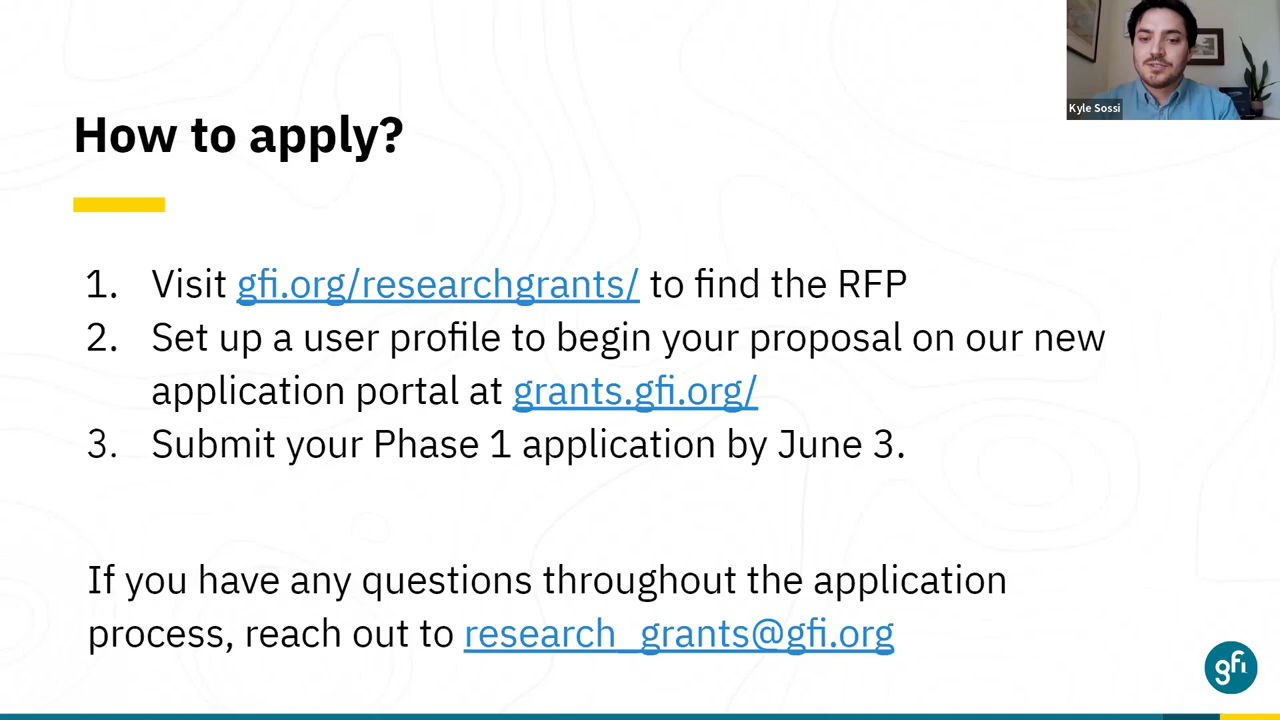 Kyle Sossi
How to apply?
1. Visit gfi.org/researchgrants/ to find the RFP
2. Set up a user profile to begin your proposal on our new
application portal at grants.gfi.org/
3. Submit your Phase 1 application by June 3.
If you have any questions throughout the application
process, reach out to research_grants@gfi.org
gfi